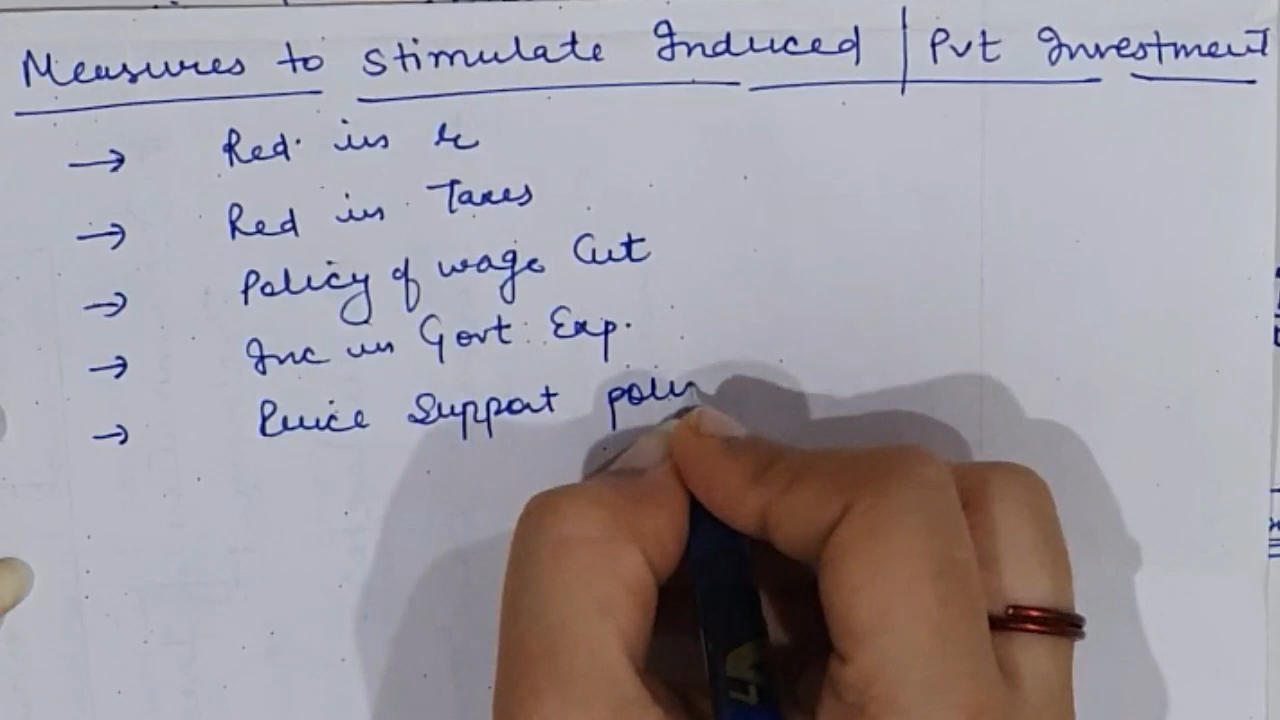 Measures to Stimulate Induced | Pvt Investment
→ Red. in r
→ Red in Taxes
→ Policy of wage Cut
→ Inc in Govt. Exp.
→ Price Support